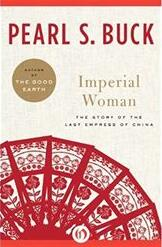 PEARL S. BUCK
AUTHOR
OF
THE GOOD
EARTH
Imperial
Woman
THE STORY OF THE
LAST EMPRESS OF CHINA